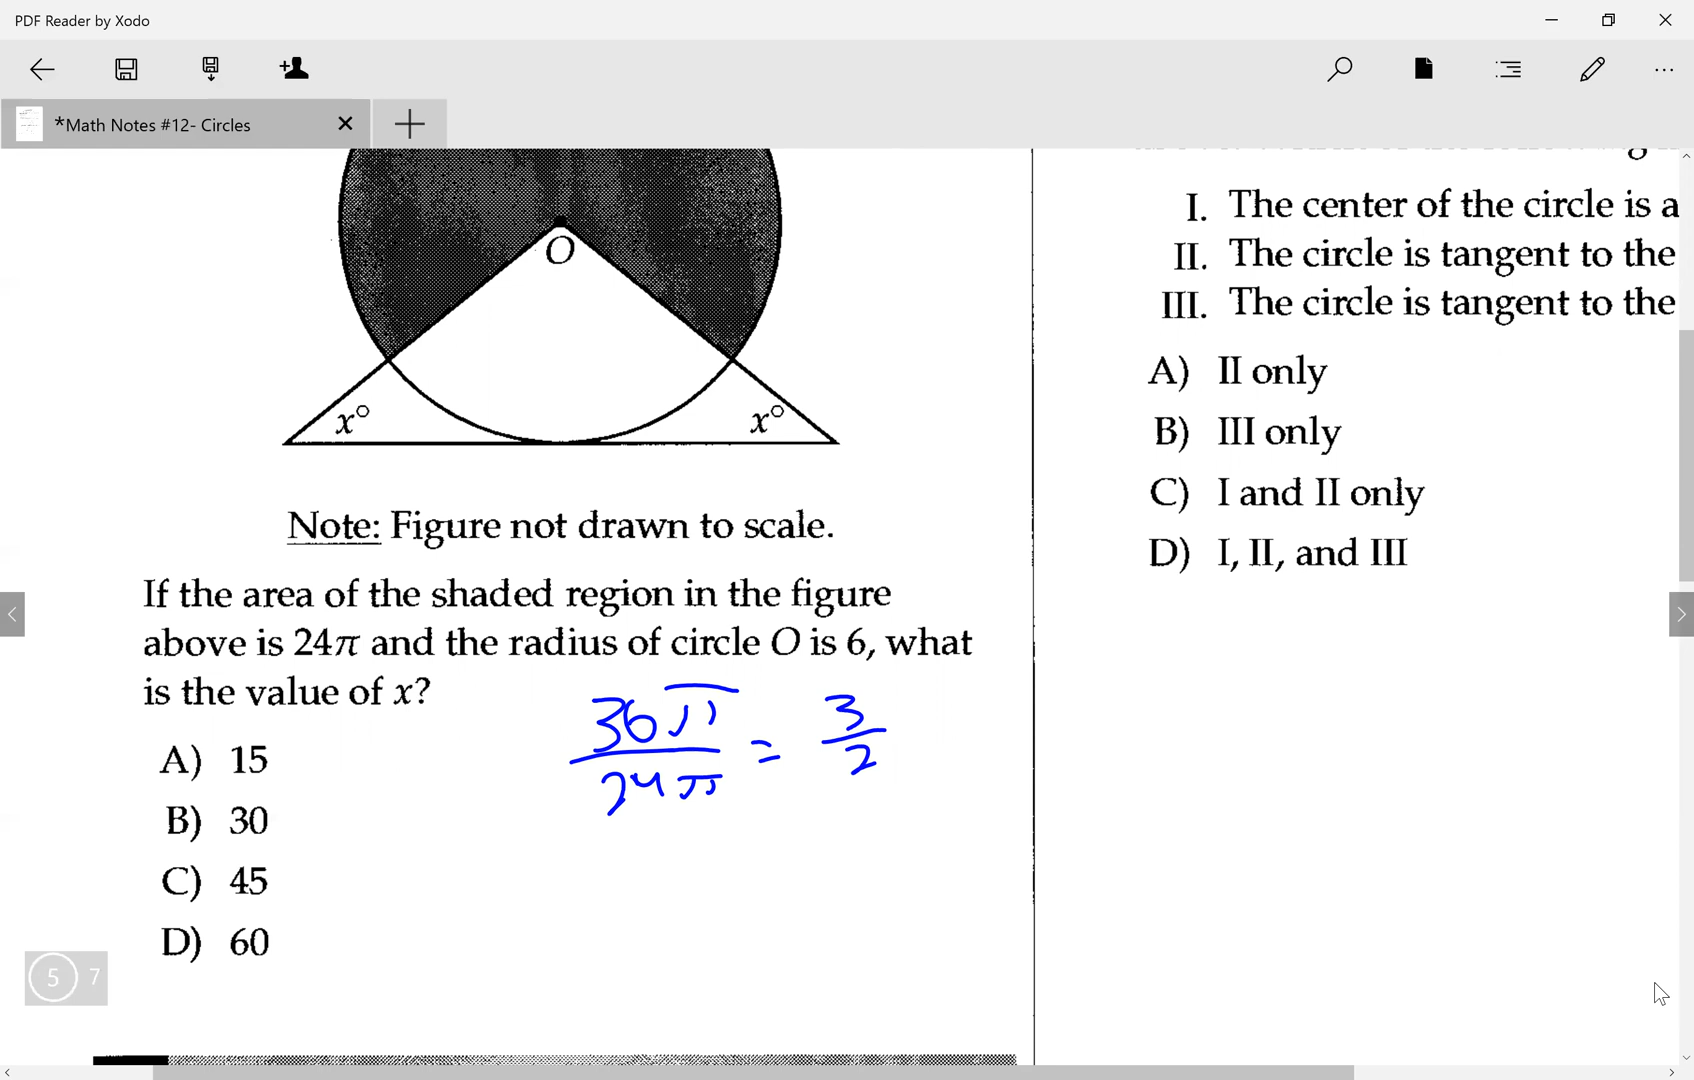 PDF Reader by Xodo
*Math Notes #12- Circles
O
x°
x°
Note: Figure not drawn to scale.
If the area of the shaded region in the figure
above is 24π and the radius of circle O is 6, what
is the value of x?
36π/24π = 3/2
A) 15
B) 30
C) 45
D) 60
5 7
I. The center of the circle is a
II. The circle is tangent to the
III. The circle is tangent to the
A) II only
B) III only
C) I and II only
D) I, II, and III